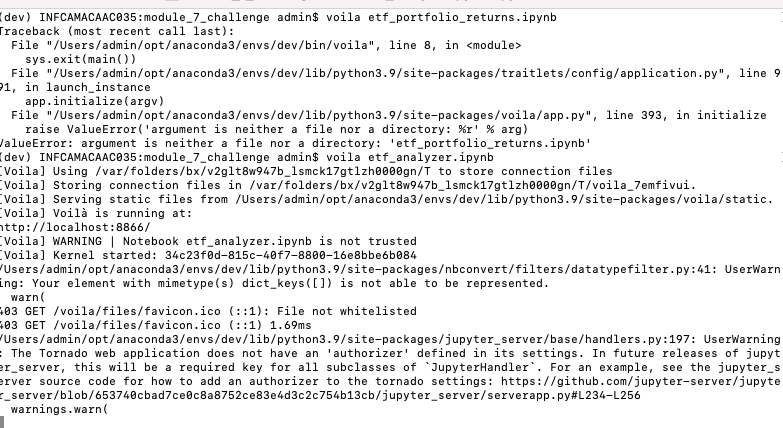 (dev) INFCAMACAAC035:module_7_challenge admin$ voila etf_portfolio_returns.ipynb
Traceback (most recent call last):
  File "/Users/admin/opt/anaconda3/envs/dev/bin/voila", line 8, in <module>
    sys.exit(main())
  File "/Users/admin/opt/anaconda3/envs/dev/lib/python3.9/site-packages/traitlets/config/application.py", line 9
91, in launch_instance
    app.initialize(argv)
  File "/Users/admin/opt/anaconda3/envs/dev/lib/python3.9/site-packages/voila/app.py", line 393, in initialize
    raise ValueError('argument is neither a file nor a directory: %r' % arg)
ValueError: argument is neither a file nor a directory: 'etf_portfolio_returns.ipynb'
(dev) INFCAMACAAC035:module_7_challenge admin$ voila etf_analyzer.ipynb
[Voila] Using /var/folders/bx/v2glt8w947b_lsmck17gtlzh0000gn/T to store connection files
[Voila] Storing connection files in /var/folders/bx/v2glt8w947b_lsmck17gtlzh0000gn/T/voila_7emfivui.
[Voila] Serving static files from /Users/admin/opt/anaconda3/envs/dev/lib/python3.9/site-packages/voila/static.
[Voila] Voilà is running at:
http://localhost:8866/
[Voila] WARNING | Notebook etf_analyzer.ipynb is not trusted
[Voila] Kernel started: 34c23f0d-815c-40f7-8800-16e8bbe6b084
/Users/admin/opt/anaconda3/envs/dev/lib/python3.9/site-packages/nbconvert/filters/datatypefilter.py:41: UserWarn
ing: Your element with mimetype(s) dict_keys([]) is not able to be represented.
  warn(
403 GET /voila/files/favicon.ico (::1): File not whitelisted
403 GET /voila/files/favicon.ico (::1) 1.69ms
/Users/admin/opt/anaconda3/envs/dev/lib/python3.9/site-packages/jupyter_server/base/handlers.py:197: UserWarning
: The Tornado web application does not have an 'authorizer' defined in its settings. In future releases of jupyt
er_server, this will be a required key for all subclasses of `JupyterHandler`. For an example, see the jupyter_s
erver source code for how to add an authorizer to the tornado settings: https://github.com/jupyter-server/jupyte
r_server/blob/653740cbad7ce0c8a8752ce83e4d3c2c754b13cb/jupyter_server/serverapp.py#L234-L256
  warnings.warn(